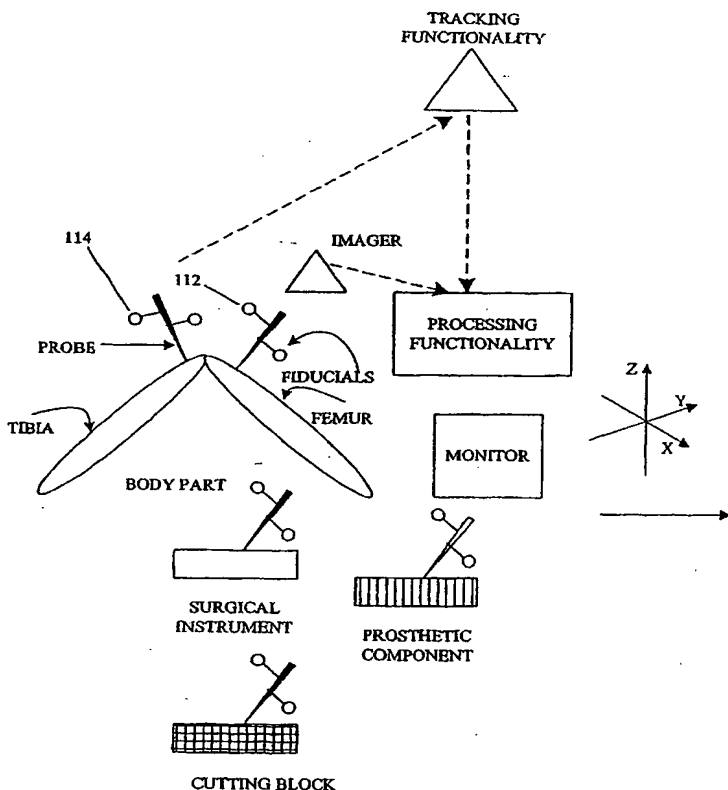 TRACKING
FUNCTIONALITY
114
IMAGER
112
PROCESSING
FUNCTIONALITY
PROBE
FIDUCIALS
Z
Y
X
TIBIA
FEMUR
MONITOR
BODY PART
SURGICAL
INSTRUMENT
PROSTHETIC
COMPONENT
CUTTING BLOCK